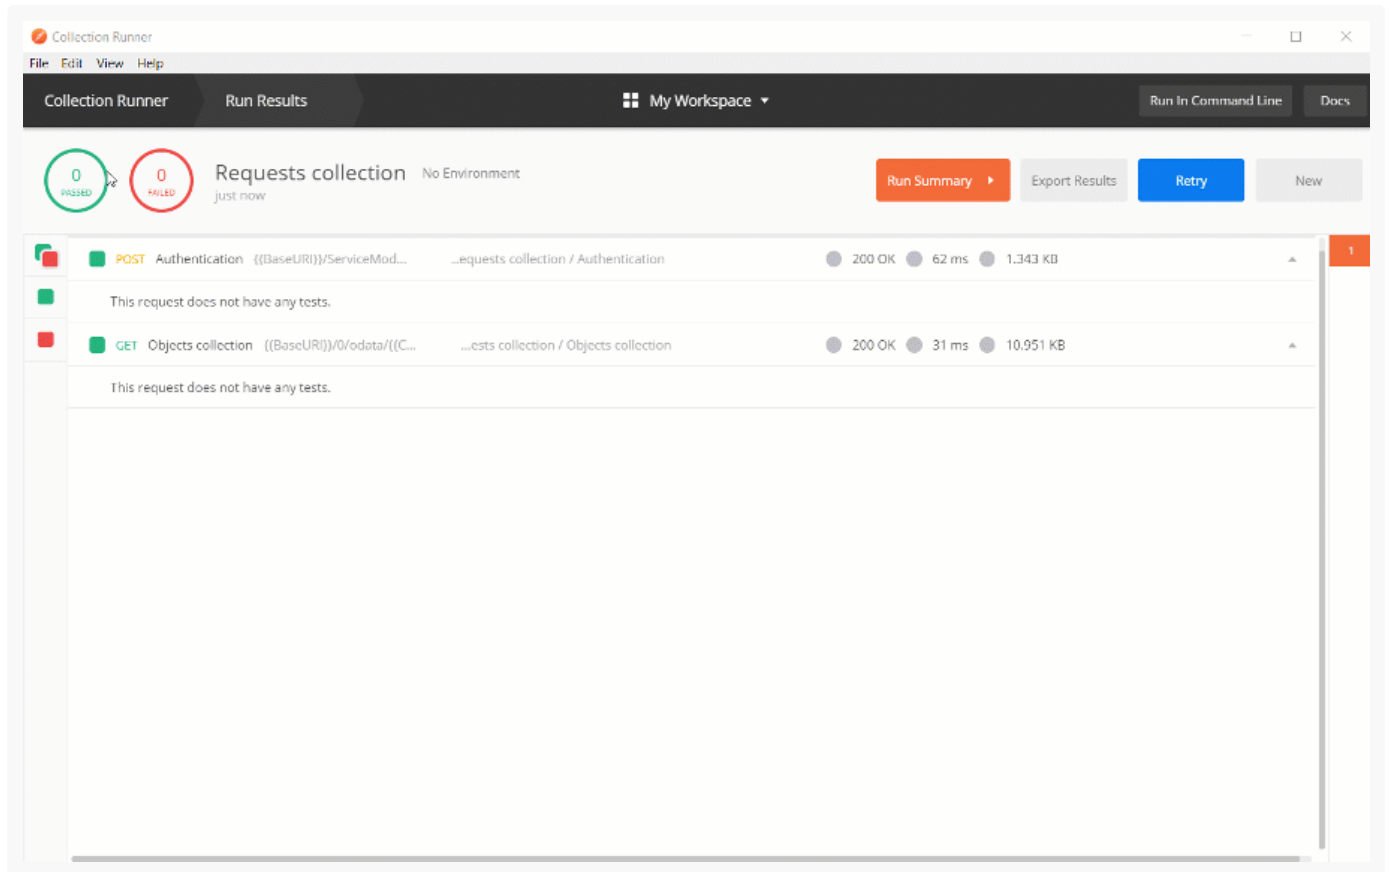 Collection Runner
File Edit View Help
Collection Runner Run Results My Workspace Run In Command Line Docs
0 PASSED
0 FAILED
Requests collection No Environment
just now
Run Summary Export Results Retry New
1
POST Authentication {{BaseURI}}/ServiceMod... ...equests collection / Authentication 200 OK 62 ms 1.343 KB
This request does not have any tests.
GET Objects collection {{BaseURI}}/0/odata/{{C... ...ests collection / Objects collection 200 OK 31 ms 10.951 KB
This request does not have any tests.